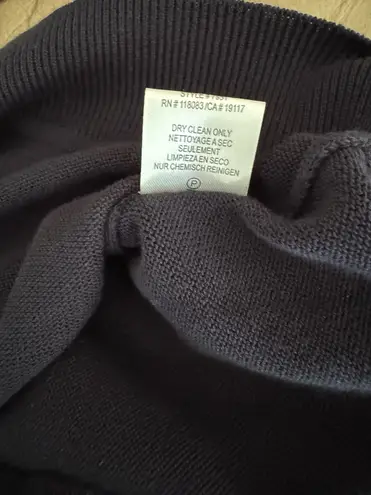 STYLE #
RN # 118083 /CA # 19117
DRY CLEAN ONLY
NETTOYAGE A SEC
SEULEMENT
LIMPIEZA EN SECO
NUR CHEMISCH REINIGEN
P